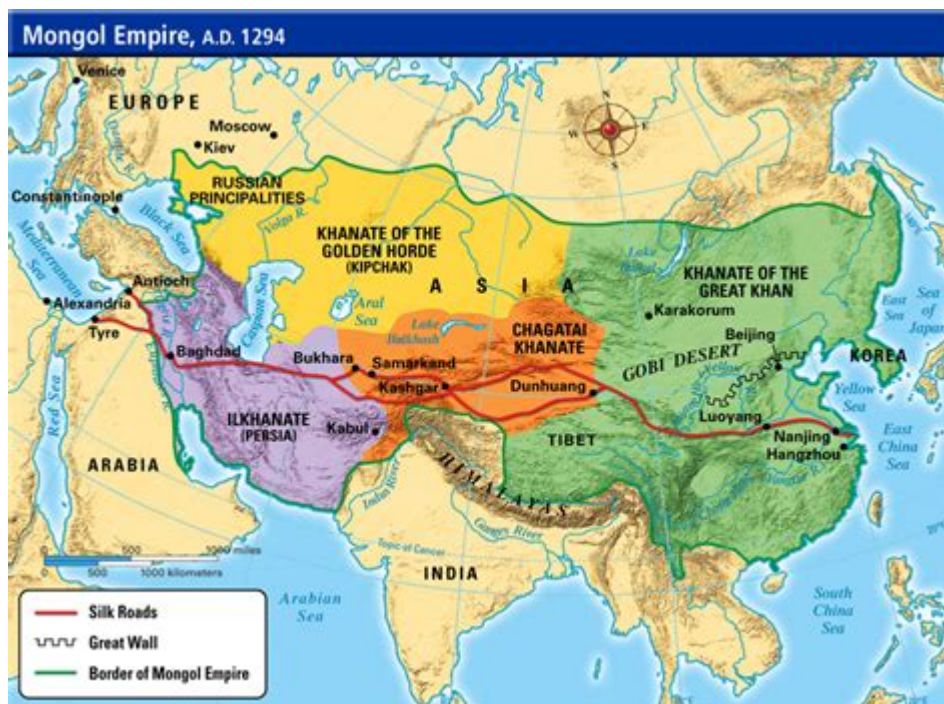 Mongol Empire, A.D. 1294
Venice
EUROPE
Moscow
Kiev
RUSSIAN
PRINCIPALITIES
Constantinople
Black Sea
Volga R.
Mediterranean
Sea
KHANATE OF THE
GOLDEN HORDE
(KIPCHAK)
ASIA
Lake
KHANATE OF THE
GREAT KHAN
Antioch
Alexandria
Tyre
Caspian Sea
Aral
Sea
Lake
Balkhash
CHAGATAI
KHANATE
Karakorum
Beijing
East
Sea
Sea of
Japan
KOREA
Baghdad
Bukhara
Samarkand
Kashgar
Dunhuang
GOBI DESERT
Yellow
Sea
Red Sea
ILKHANATE
(PERSIA)
Kabul
TIBET
Luoyang
Nanjing
Hangzhou
East
China
Sea
ARABIA
Indus River
HIMALAYAS
Ganges River
Tropic of Cancer
0 500 1000 miles
0 500 1000 kilometers
INDIA
Arabian
Sea
South
China
Sea
N
W E
S
Silk Roads
Great Wall
Border of Mongol Empire